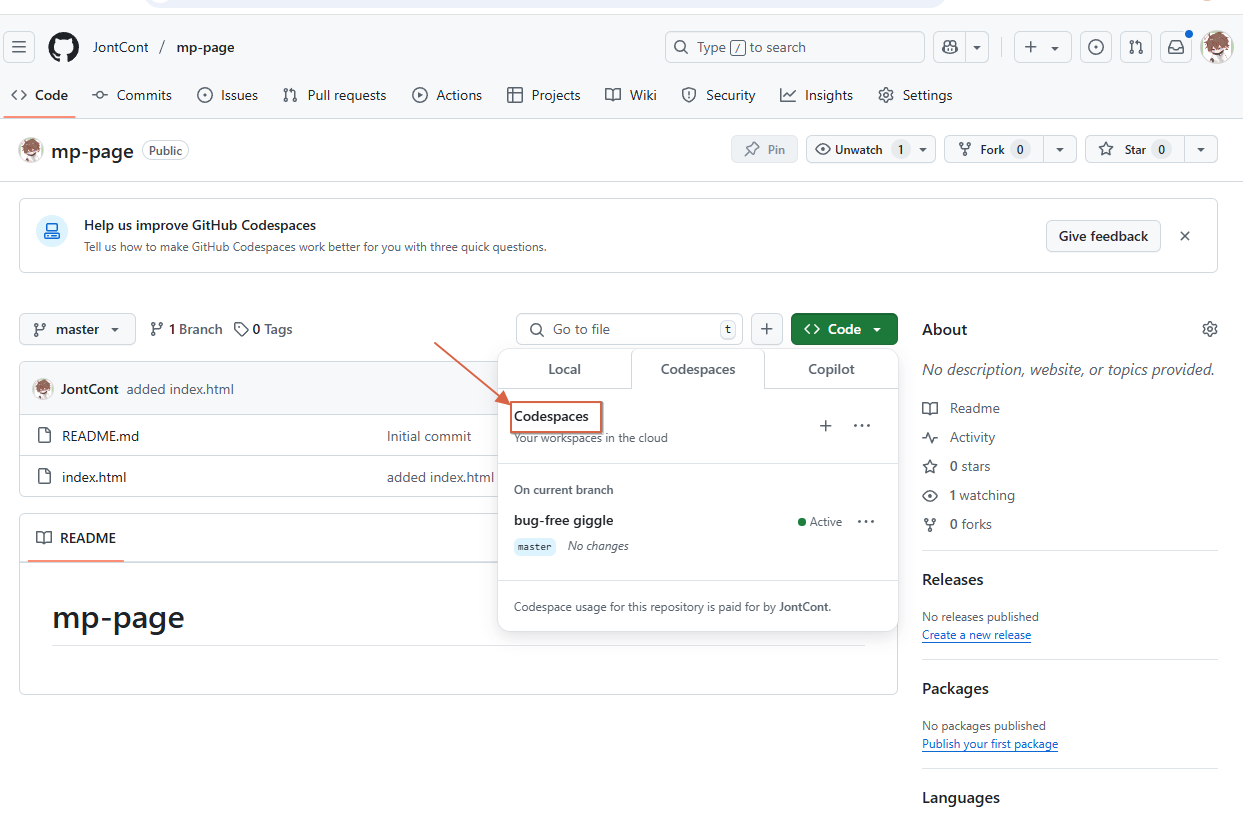 JontCont / mp-page
Type / to search
Code Commits Issues Pull requests Actions Projects Wiki Security Insights Settings
mp-page Public
Pin Unwatch 1 Fork 0 Star 0
Help us improve GitHub Codespaces
Tell us how to make GitHub Codespaces work better for you with three quick questions.
Give feedback
master 1 Branch 0 Tags
Go to file t
Code
Local Codespaces Copilot
Codespaces
Your workspaces in the cloud
On current branch
bug-free giggle
Active
master No changes
Codespace usage for this repository is paid for by JontCont.
JontCont added index.html
README.md Initial commit
index.html added index.html
README
mp-page
About
No description, website, or topics provided.
Readme
Activity
0 stars
1 watching
0 forks
Releases
No releases published
Create a new release
Packages
No packages published
Publish your first package
Languages